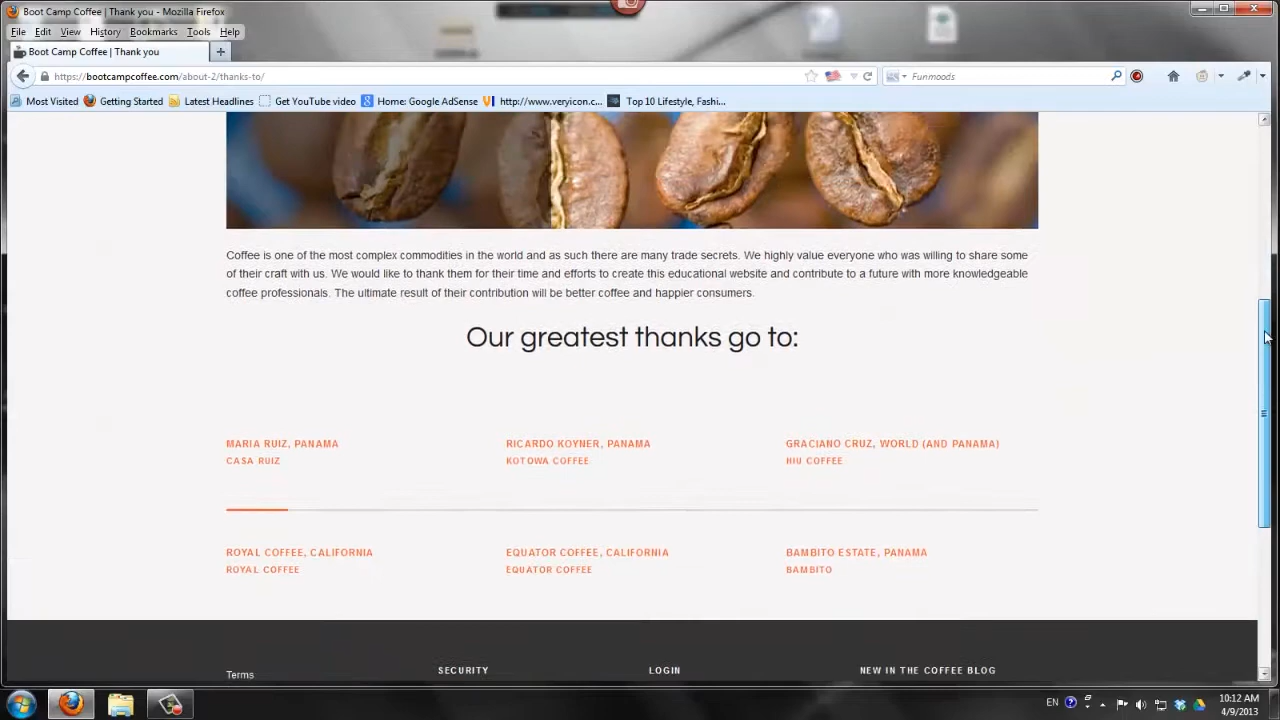 Boot Camp Coffee | Thank you - Mozilla Firefox
File Edit View History Bookmarks Tools Help
Boot Camp Coffee | Thank you
https://bootcampcoffee.com/about-2/thanks-to/
Funmoods
Most Visited Getting Started Latest Headlines Get YouTube video Home: Google AdSense http://www.veryicon.c... Top 10 Lifestyle, Fashi...
Coffee is one of the most complex commodities in the world and as such there are many trade secrets. We highly value everyone who was willing to share some
of their craft with us. We would like to thank them for their time and efforts to create this educational website and contribute to a future with more knowledgeable
coffee professionals. The ultimate result of their contribution will be better coffee and happier consumers.
Our greatest thanks go to:
MARIA RUIZ, PANAMA RICARDO KOYNER, PANAMA GRACIANO CRUZ, WORLD (AND PANAMA)
CASA RUIZ KOTOWA COFFEE HIU COFFEE
ROYAL COFFEE, CALIFORNIA EQUATOR COFFEE, CALIFORNIA BAMBITO ESTATE, PANAMA
ROYAL COFFEE EQUATOR COFFEE BAMBITO
Terms SECURITY LOGIN NEW IN THE COFFEE BLOG
EN 10:12 AM
4/9/2013